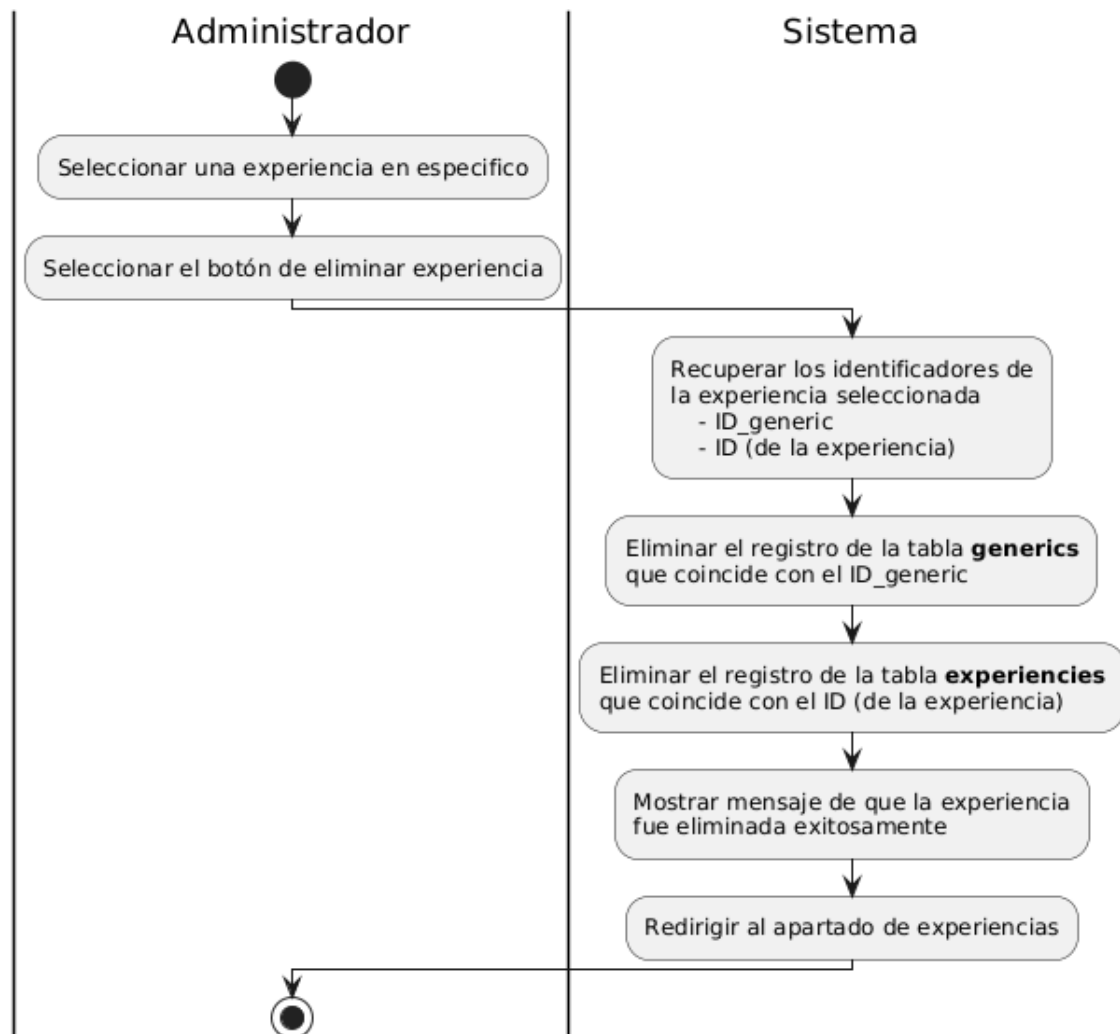 Administrador
Sistema
Seleccionar una experiencia en especifico
Seleccionar el botón de eliminar experiencia
Recuperar los identificadores de
la experiencia seleccionada
- ID_generic
- ID (de la experiencia)
Eliminar el registro de la tabla generics
que coincide con el ID_generic
Eliminar el registro de la tabla experiencies
que coincide con el ID (de la experiencia)
Mostrar mensaje de que la experiencia
fue eliminada exitosamente
Redirigir al apartado de experiencias